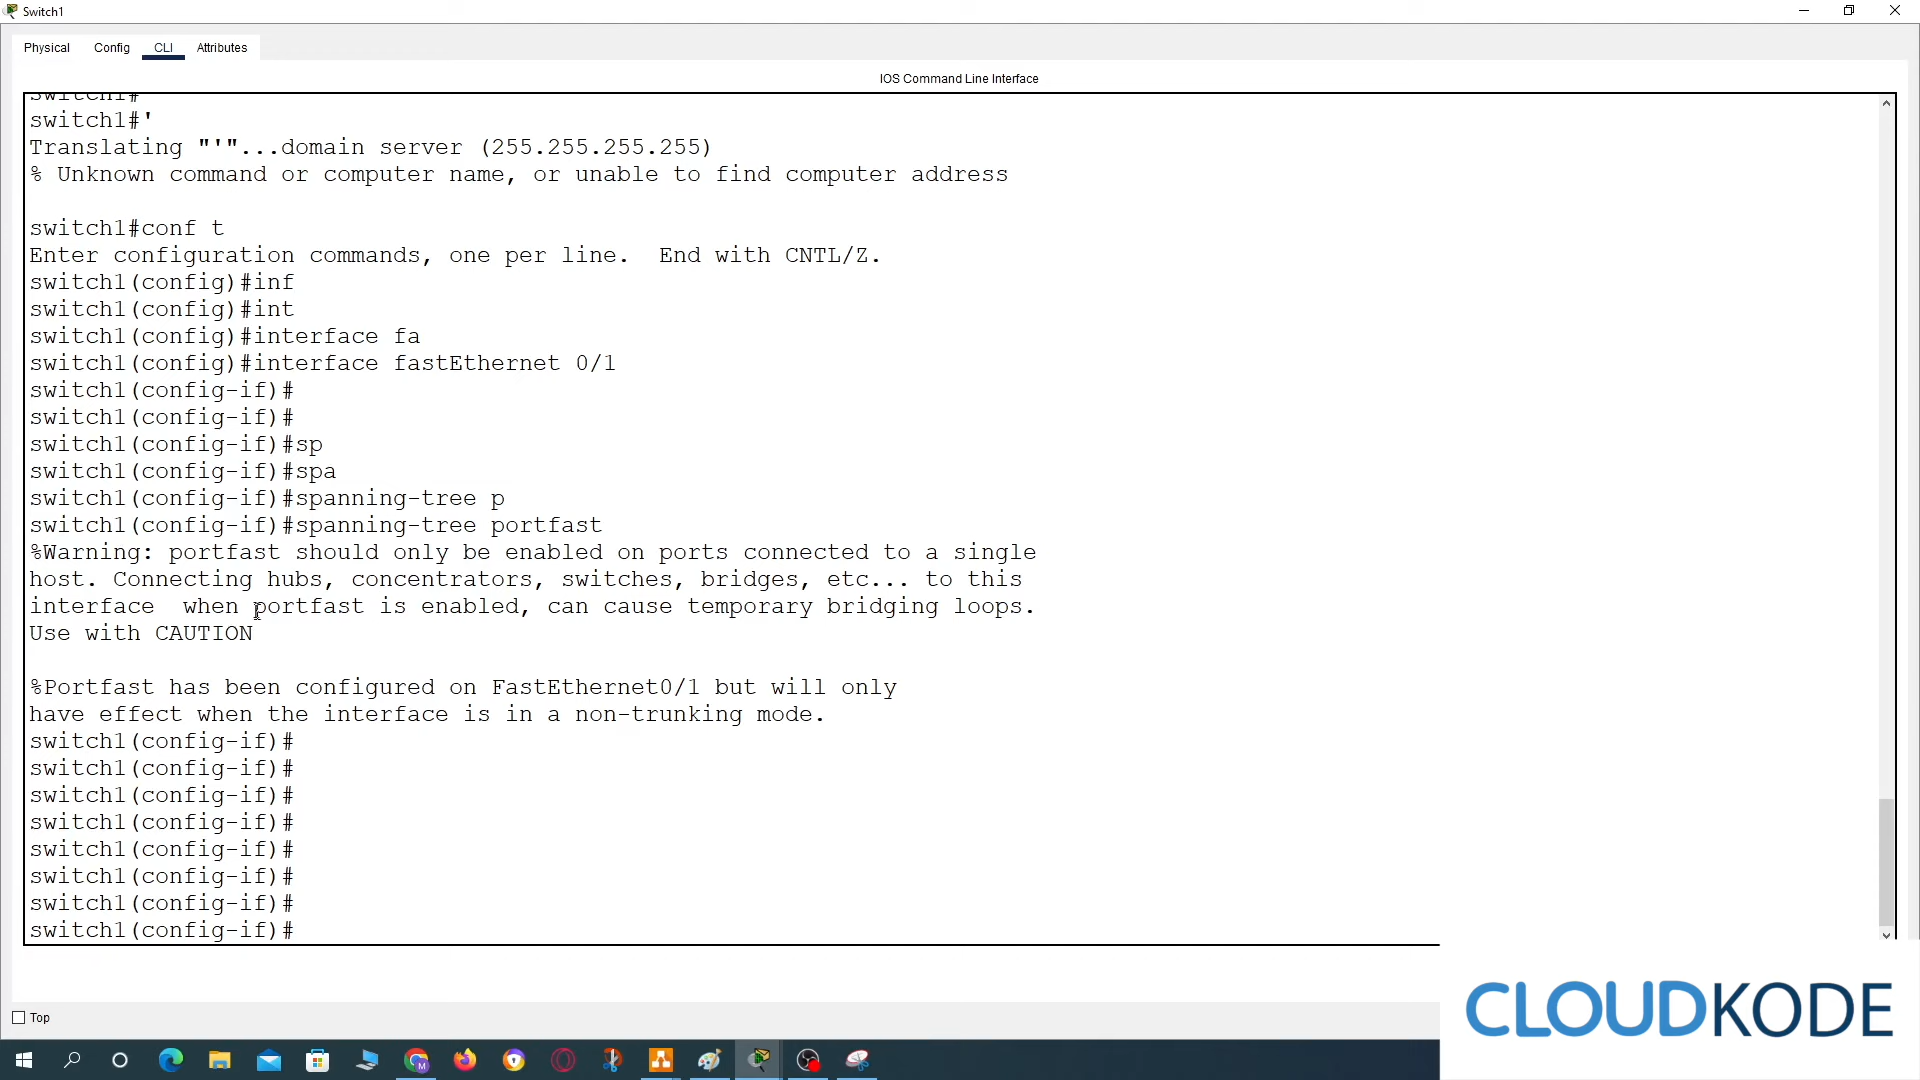 Switch1
Physical Config CLI Attributes
IOS Command Line Interface
switch1#
switch1#'
Translating "'"...domain server (255.255.255.255)
% Unknown command or computer name, or unable to find computer address
switch1#conf t
Enter configuration commands, one per line.  End with CNTL/Z.
switch1(config)#inf
switch1(config)#int
switch1(config)#interface fa
switch1(config)#interface fastEthernet 0/1
switch1(config-if)#
switch1(config-if)#
switch1(config-if)#sp
switch1(config-if)#spa
switch1(config-if)#spanning-tree p
switch1(config-if)#spanning-tree portfast
%Warning: portfast should only be enabled on ports connected to a single
host. Connecting hubs, concentrators, switches, bridges, etc... to this
interface  when portfast is enabled, can cause temporary bridging loops.
Use with CAUTION
%Portfast has been configured on FastEthernet0/1 but will only
have effect when the interface is in a non-trunking mode.
switch1(config-if)#
switch1(config-if)#
switch1(config-if)#
switch1(config-if)#
switch1(config-if)#
switch1(config-if)#
switch1(config-if)#
switch1(config-if)#
Top
CLOUDKODE